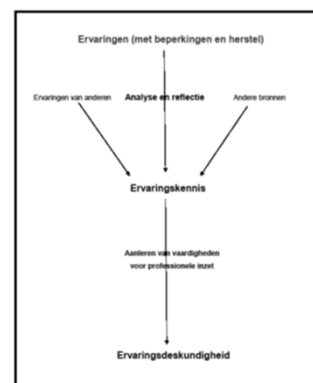 Ervaringen (met beperkingen en herstel)
Ervaringen van anderen
Analyse en reflectie
Andere bronnen
Ervaringskennis
Aanleren van vaardigheden
voor professionele inzet
Ervaringsdeskundigheid